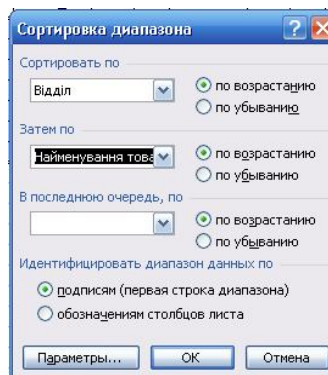 Сортировка диапазона
Сортировать по
Відділ
по возрастанию
по убыванию
Затем по
Найменування това
по возрастанию
по убыванию
В последнюю очередь, по
по возрастанию
по убыванию
Идентифицировать диапазон данных по
подписям (первая строка диапазона)
обозначениям столбцов листа
Параметры... ОК Отмена